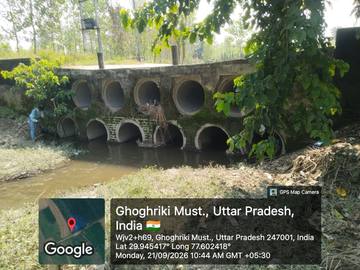 GPS Map Camera
Ghoghriki Must., Uttar Pradesh,
India
Wjv2+h69, Ghoghriki Must., Uttar Pradesh 247001, India
Lat 29.945417° Long 77.602418°
Monday, 21/09/2026 10:44 AM GMT +05:30
Google